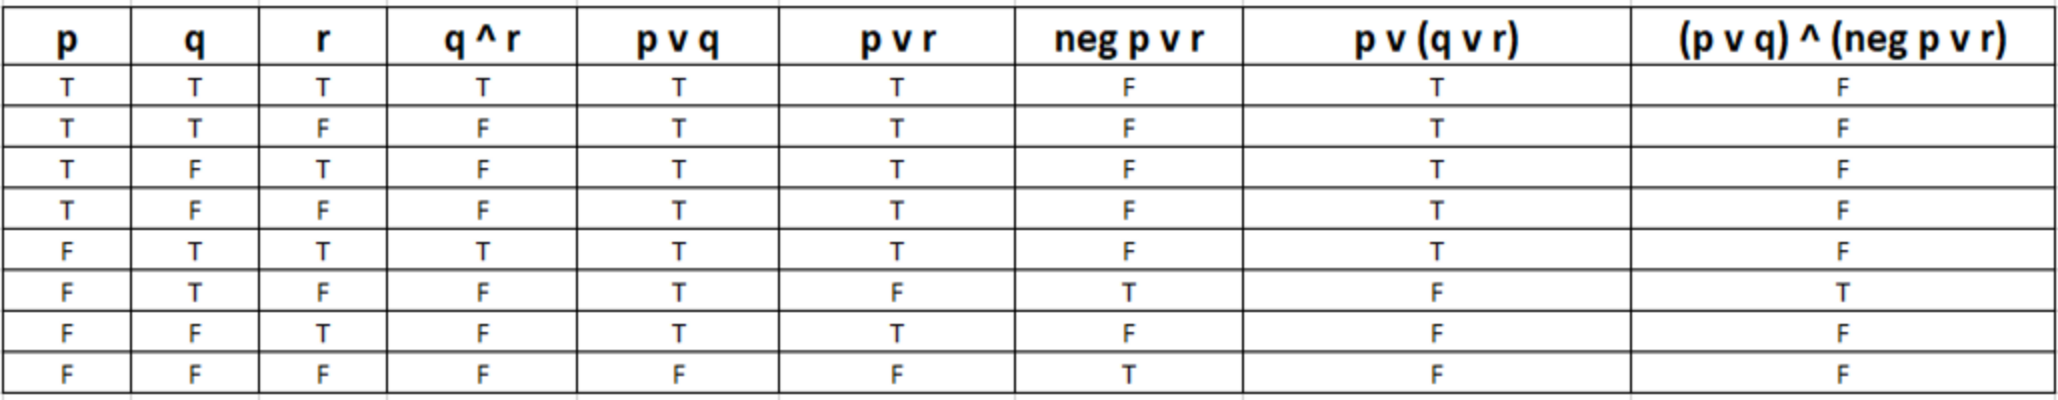 p q r q ^ r p v q p v r neg p v r p v (q v r) (p v q) ^ (neg p v r)
T T T T T T F T F
T T F F T T F T F
T F T F T T F T F
T F F F T T F T F
F T T T T T F T F
F T F F T F T F T
F F T F T T F F F
F F F F F F T F F